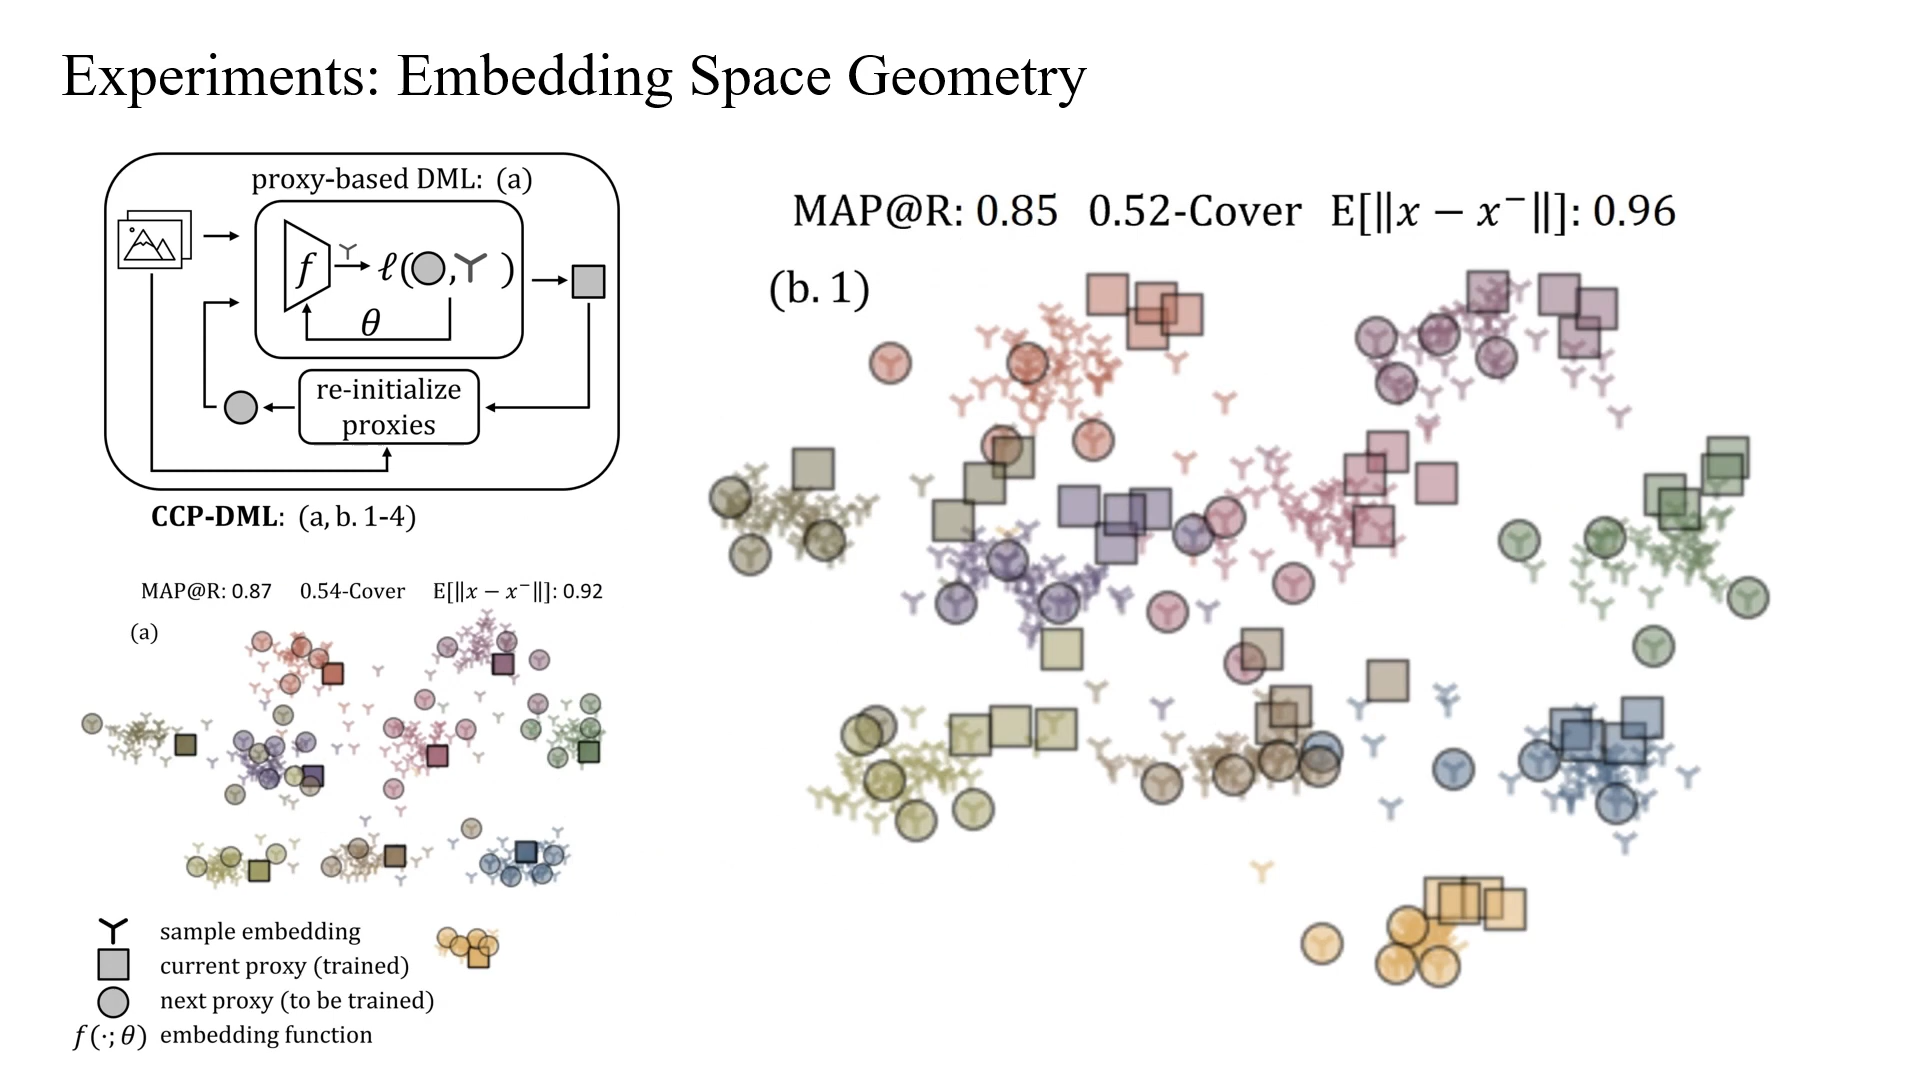 Experiments: Embedding Space Geometry
proxy-based DML: (a)
f
ℓ( , )
θ
re-initialize
proxies
CCP-DML: (a, b. 1-4)
MAP@R: 0.87 0.54-Cover E[‖x − x⁻‖]: 0.92
(a)
sample embedding
current proxy (trained)
next proxy (to be trained)
f(·; θ) embedding function
MAP@R: 0.85 0.52-Cover E[‖x − x⁻‖]: 0.96
(b. 1)